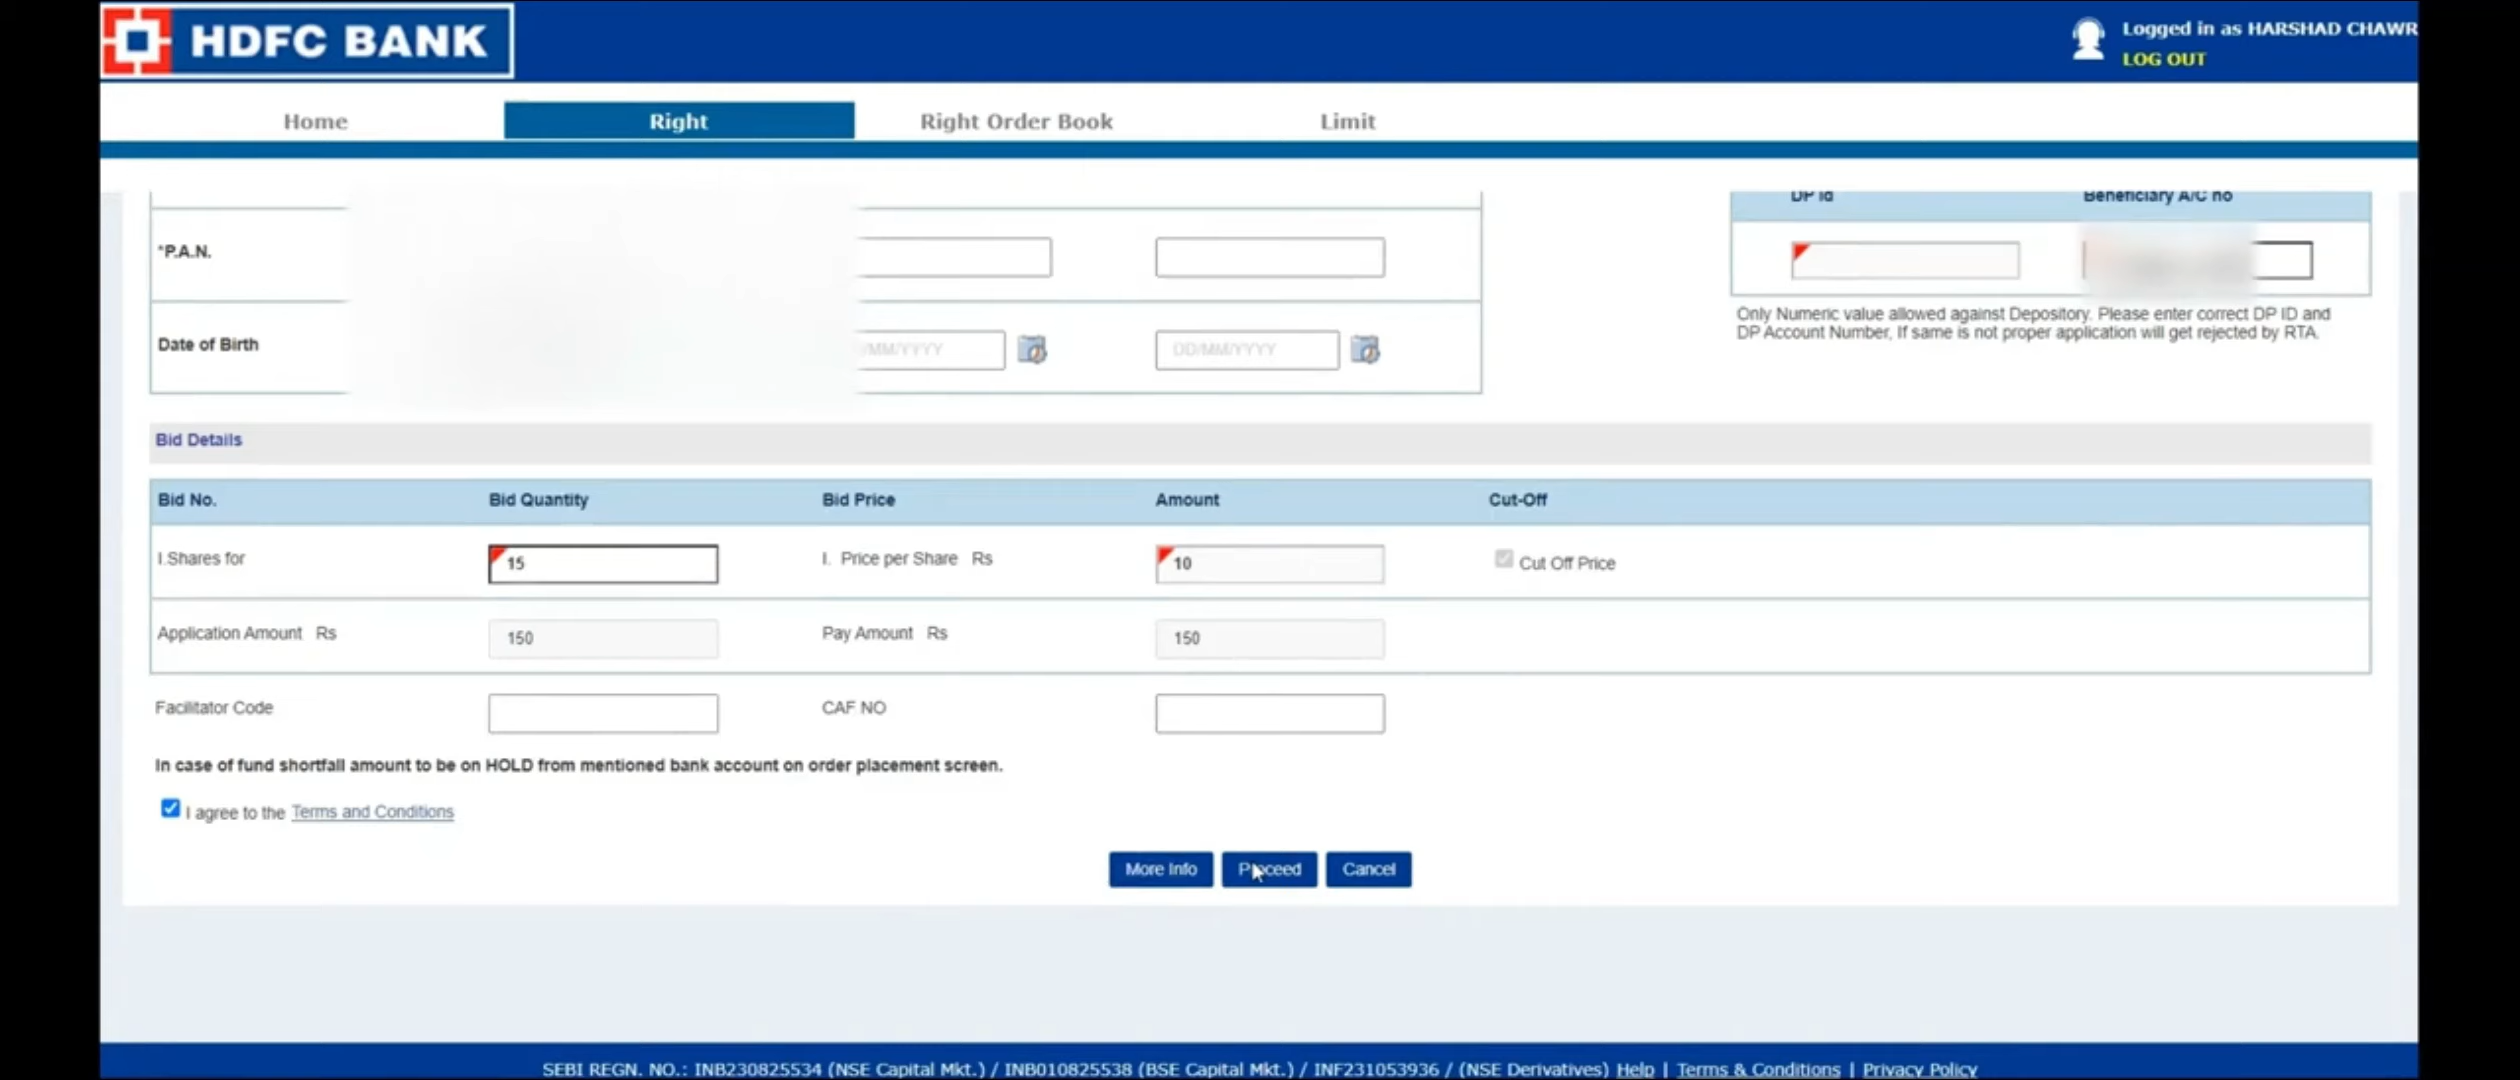 HDFC BANK
Logged in as HARSHAD CHAWR
LOG OUT
Home Right Right Order Book Limit
DP Id Beneficiary A/C no
*P.A.N.
Only Numeric value allowed against Depository. Please enter correct DP ID and
DP Account Number, If same is not proper application will get rejected by RTA.
Date of Birth /MM/YYYY DD/MM/YYYY
Bid Details
Bid No. Bid Quantity Bid Price Amount Cut-Off
I.Shares for 15 I. Price per Share Rs 10 Cut Off Price
Application Amount Rs 150 Pay Amount Rs 150
Facilitator Code CAF NO
In case of fund shortfall amount to be on HOLD from mentioned bank account on order placement screen.
I agree to the Terms and Conditions
More Info Proceed Cancel
SEBI REGN. NO.: INB230825534 (NSE Capital Mkt.) / INB010825538 (BSE Capital Mkt.) / INF231053936 / (NSE Derivatives) Help | Terms & Conditions | Privacy Policy